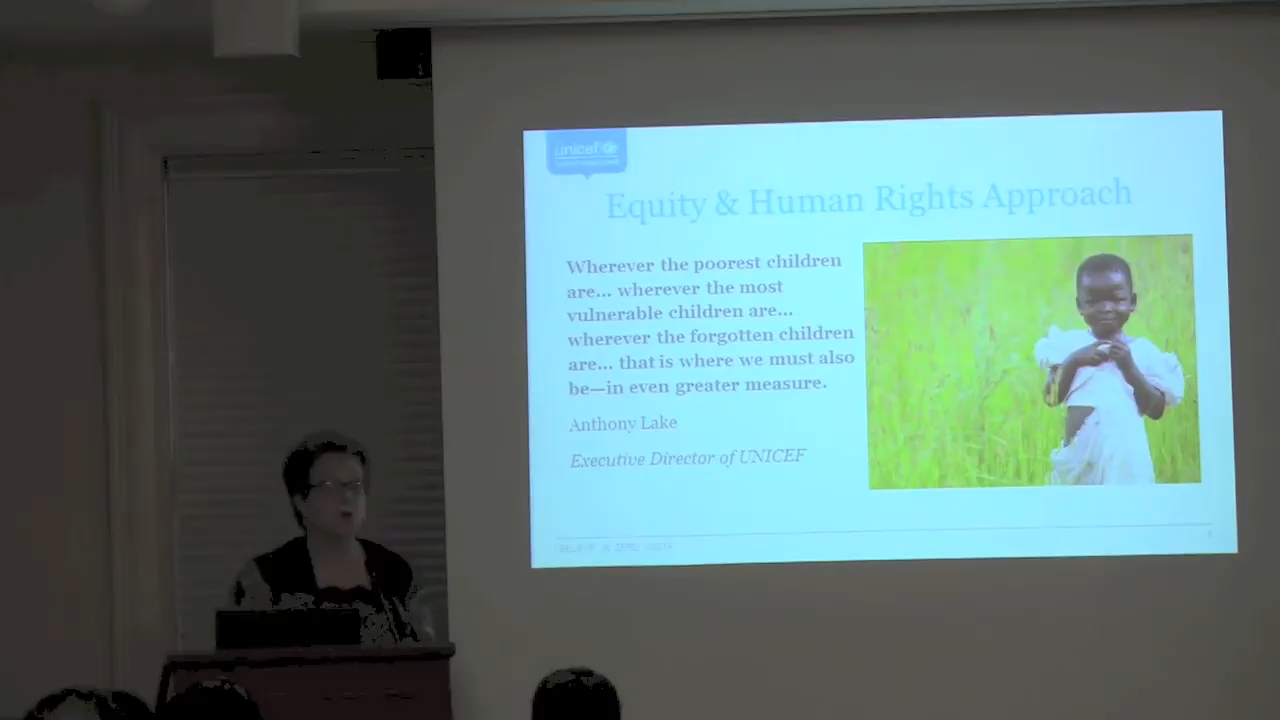 unicef
Equity & Human Rights Approach
Wherever the poorest children
are... wherever the most
vulnerable children are...
wherever the forgotten children
are... that is where we must also
be—in even greater measure.
Anthony Lake
Executive Director of UNICEF